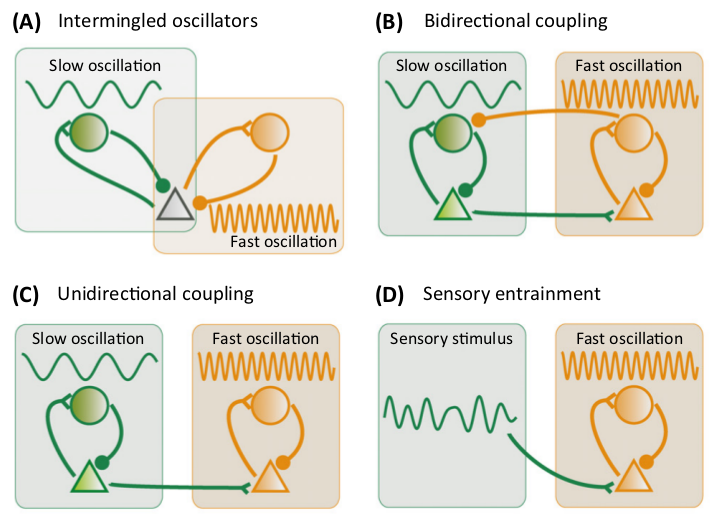 (A) Intermingled oscillators
Slow oscillation
Fast oscillation
(B) Bidirectional coupling
Slow oscillation
Fast oscillation
(C) Unidirectional coupling
Slow oscillation
Fast oscillation
(D) Sensory entrainment
Sensory stimulus
Fast oscillation